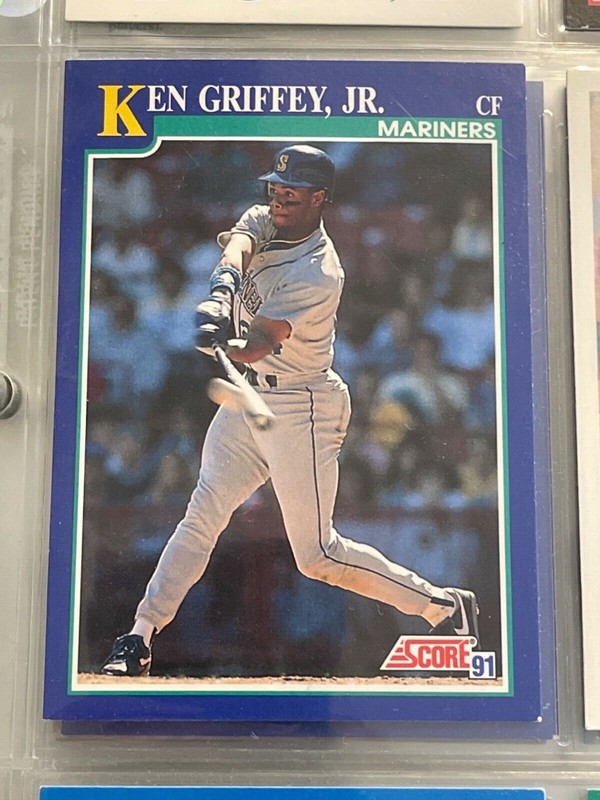 KEN GRIFFEY, JR. CF
MARINERS
S
SCORE® 91